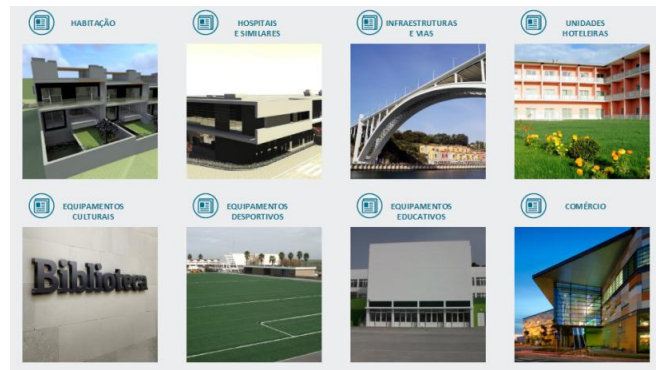 HABITAÇÃO
HOSPITAIS
E SIMILARES
INFRAESTRUTURAS
E VIAS
UNIDADES
HOTELEIRAS
EQUIPAMENTOS
CULTURAIS
EQUIPAMENTOS
DESPORTIVOS
EQUIPAMENTOS
EDUCATIVOS
COMÉRCIO
Biblioteca